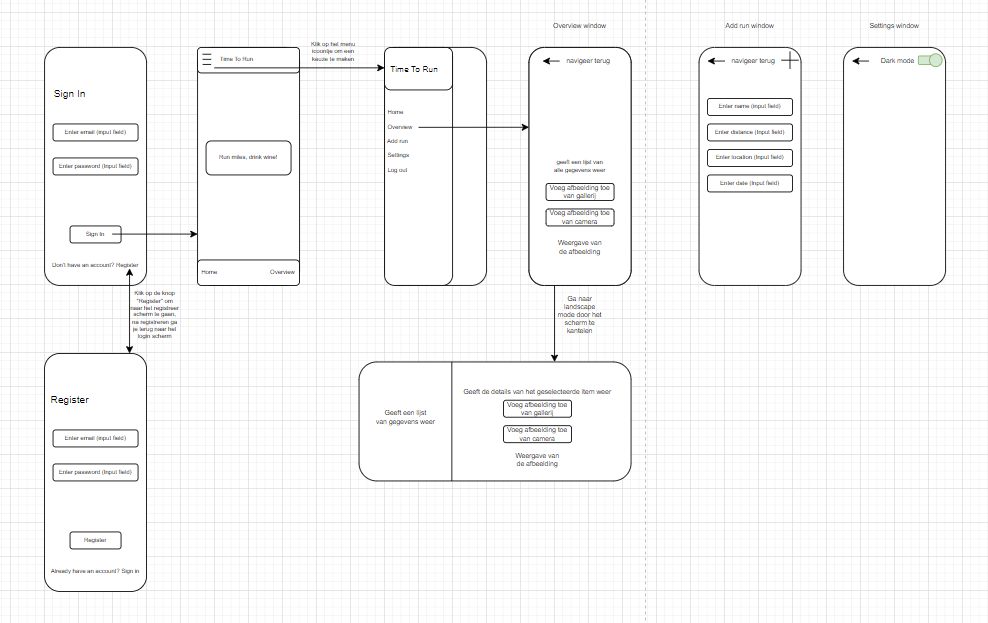 Overview window
Add run window
Settings window
Sign In
Enter email (input field)
Enter password (Input field)
Sign In
Don't have an account? Register
Time To Run
Run miles, drink wine!
Home
Overview
Klik op het menu
icoontje om een
keuze te maken
Time To Run
Home
Overview
Add run
Settings
Log out
navigeer terug
geeft een lijst van
alle gegevens weer
Voeg afbeelding toe
van gallerij
Voeg afbeelding toe
van camera
Weergave van
de afbeelding
navigeer terug
Enter name (input field)
Enter distance (Input field)
Enter location (Input field)
Enter date (Input field)
Dark mode
Klik op de knop
"Register" om
naar het registreer
scherm te gaen,
na registreren ga
je terug naar het
login scherm
Ga naar
landscape
mode door het
scherm te
kantelen
Register
Enter email (input field)
Enter password (Input field)
Register
Already have an account? Sign in
Geeft een lijst
van gegevens weer
Geeft de details van het geselecteerde item weer
Voeg afbeelding toe
van gallerij
Voeg afbeelding toe
van camera
Weergave van
de afbeelding